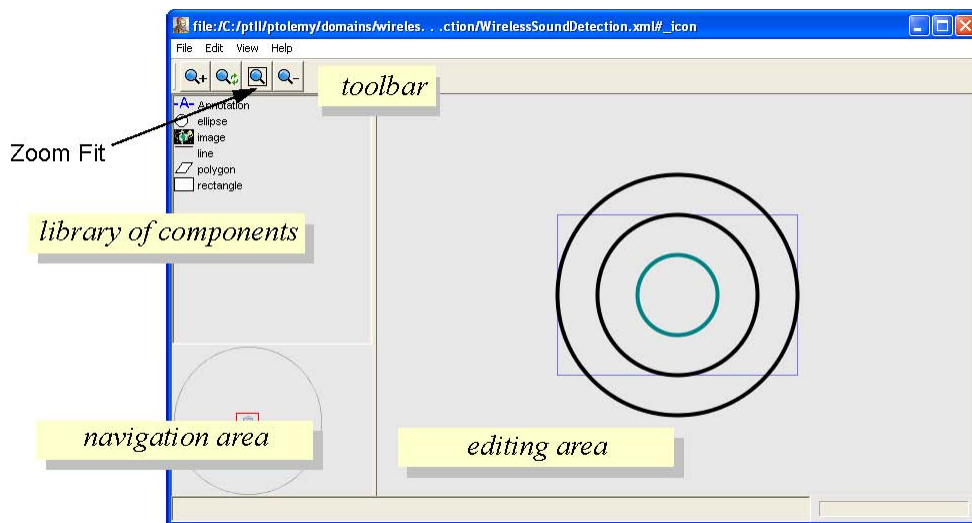 file:/C:/ptII/ptolemy/domains/wireles. . .ction/WirelessSoundDetection.xml#_icon
File Edit View Help
toolbar
-A- Annotation
ellipse
image
line
polygon
rectangle
Zoom Fit
library of components
navigation area
editing area